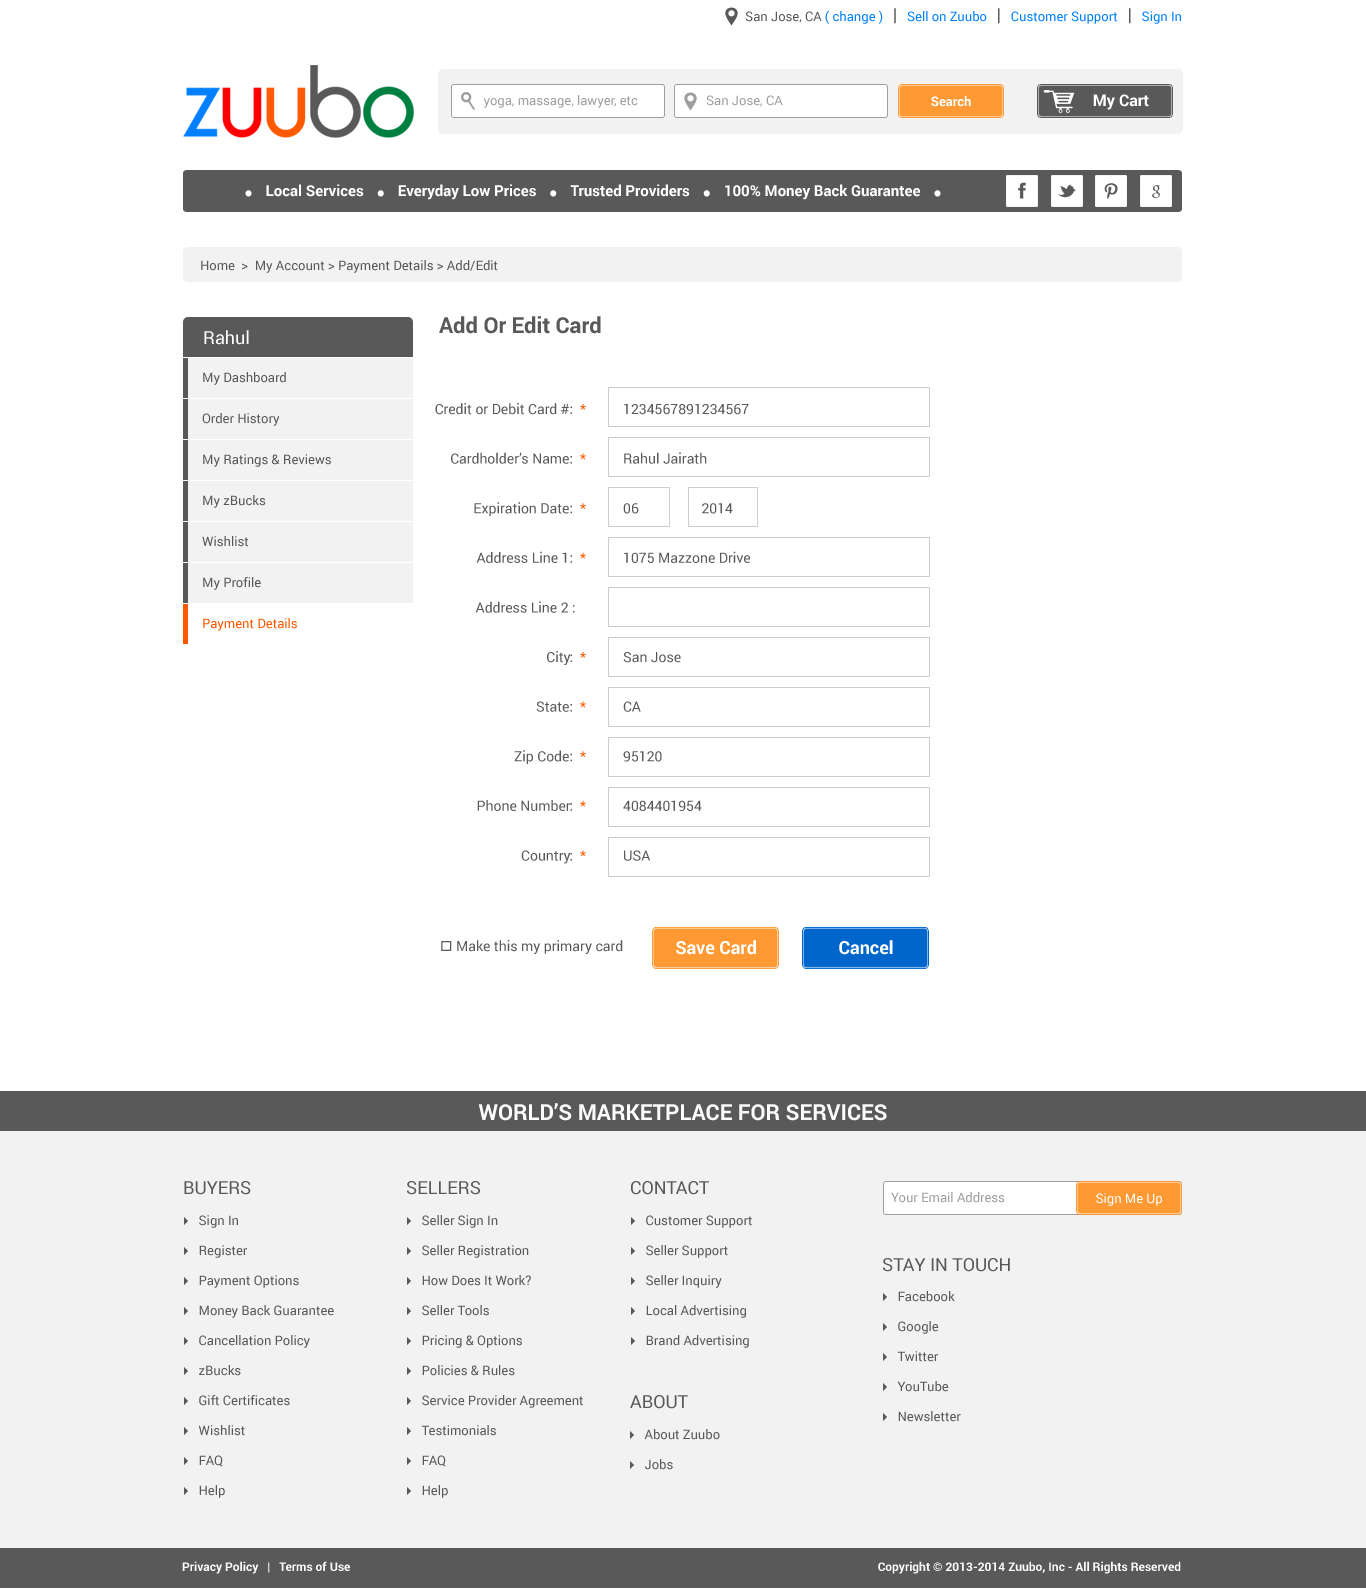 San Jose, CA ( change ) | Sell on Zuubo | Customer Support | Sign In
zuubo
yoga, massage, lawyer, etc
San Jose, CA
Search
My Cart
• Local Services • Everyday Low Prices • Trusted Providers • 100% Money Back Guarantee •
Home > My Account > Payment Details > Add/Edit
Rahul
My Dashboard
Order History
My Ratings & Reviews
My zBucks
Wishlist
My Profile
Payment Details
Add Or Edit Card
Credit or Debit Card #: * 1234567891234567
Cardholder's Name: * Rahul Jairath
Expiration Date: * 06 2014
Address Line 1: * 1075 Mazzone Drive
Address Line 2 :
City: * San Jose
State: * CA
Zip Code: * 95120
Phone Number: * 4084401954
Country: * USA
Make this my primary card
Save Card
Cancel
WORLD'S MARKETPLACE FOR SERVICES
BUYERS
Sign In
Register
Payment Options
Money Back Guarantee
Cancellation Policy
zBucks
Gift Certificates
Wishlist
FAQ
Help
SELLERS
Seller Sign In
Seller Registration
How Does It Work?
Seller Tools
Pricing & Options
Policies & Rules
Service Provider Agreement
Testimonials
FAQ
Help
CONTACT
Customer Support
Seller Support
Seller Inquiry
Local Advertising
Brand Advertising
ABOUT
About Zuubo
Jobs
Your Email Address
Sign Me Up
STAY IN TOUCH
Facebook
Google
Twitter
YouTube
Newsletter
Privacy Policy | Terms of Use
Copyright © 2013-2014 Zuubo, Inc - All Rights Reserved